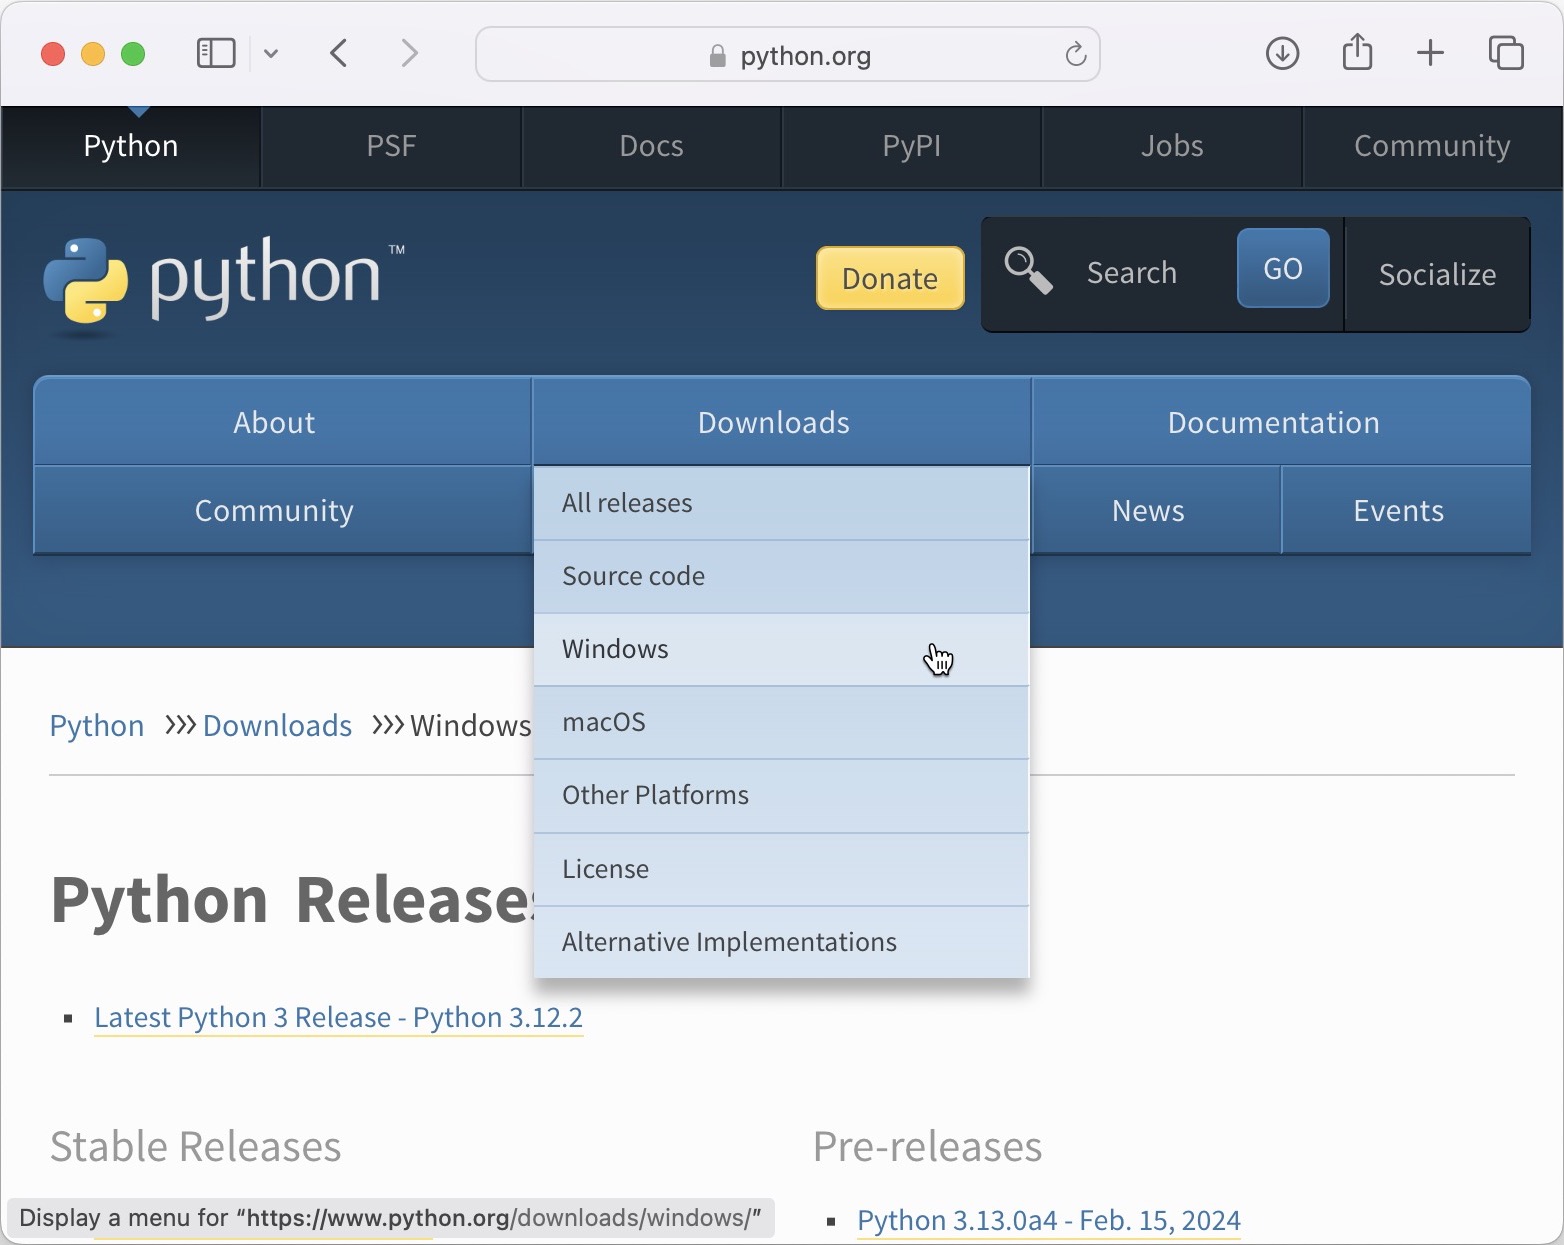 python.org
Python PSF Docs PyPI Jobs Community
python™
Donate Search GO Socialize
About Downloads Documentation
Community News Events
All releases
Source code
Windows
macOS
Other Platforms
License
Alternative Implementations
Python >>> Downloads >>> Windows
Python Releases
Latest Python 3 Release - Python 3.12.2
Stable Releases
Pre-releases
Python 3.13.0a4 - Feb. 15, 2024
Display a menu for “https://www.python.org/downloads/windows/”